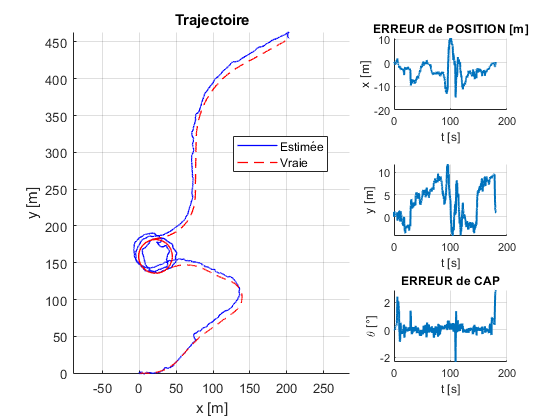 Trajectoire
450
400
350
300
250
200
150
100
50
0
y [m]
-50 0 50 100 150 200 250
x [m]
Estimée
Vraie
ERREUR de POSITION [m]
10
0
-10
-20
x [m]
0 100 200
t [s]
10
5
0
y [m]
0 100 200
t [s]
ERREUR de CAP
2
0
-2
θ [°]
0 100 200
t [s]